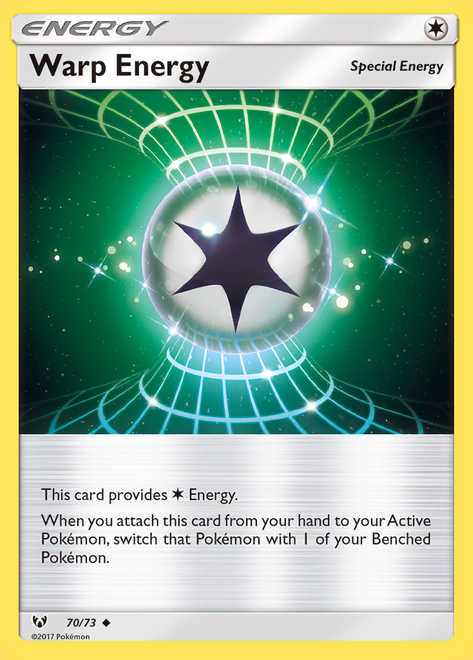 ENERGY
Warp Energy
Special Energy
This card provides Energy.
When you attach this card from your hand to your Active
Pokémon, switch that Pokémon with 1 of your Benched
Pokémon.
70/73
©2017 Pokémon